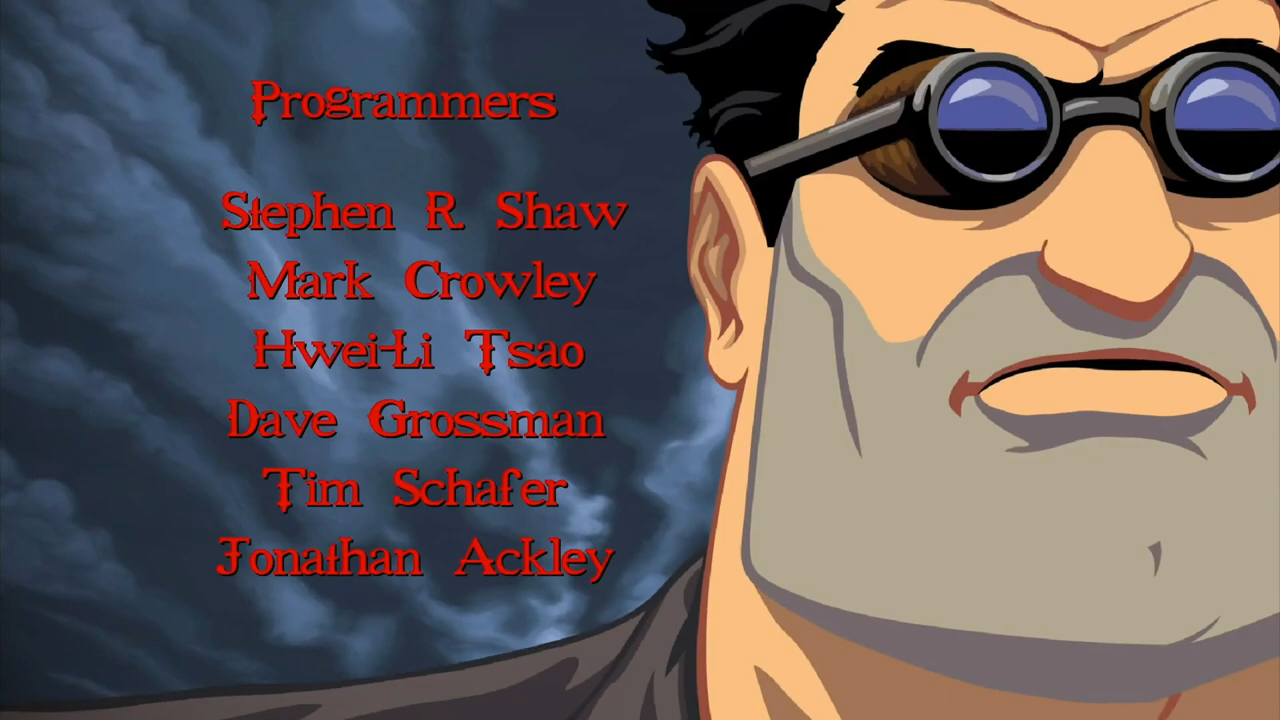 Programmers
Stephen R. Shaw
Mark Crowley
Hwei-Li Tsao
Dave Grossman
Tim Schafer
Jonathan Ackley